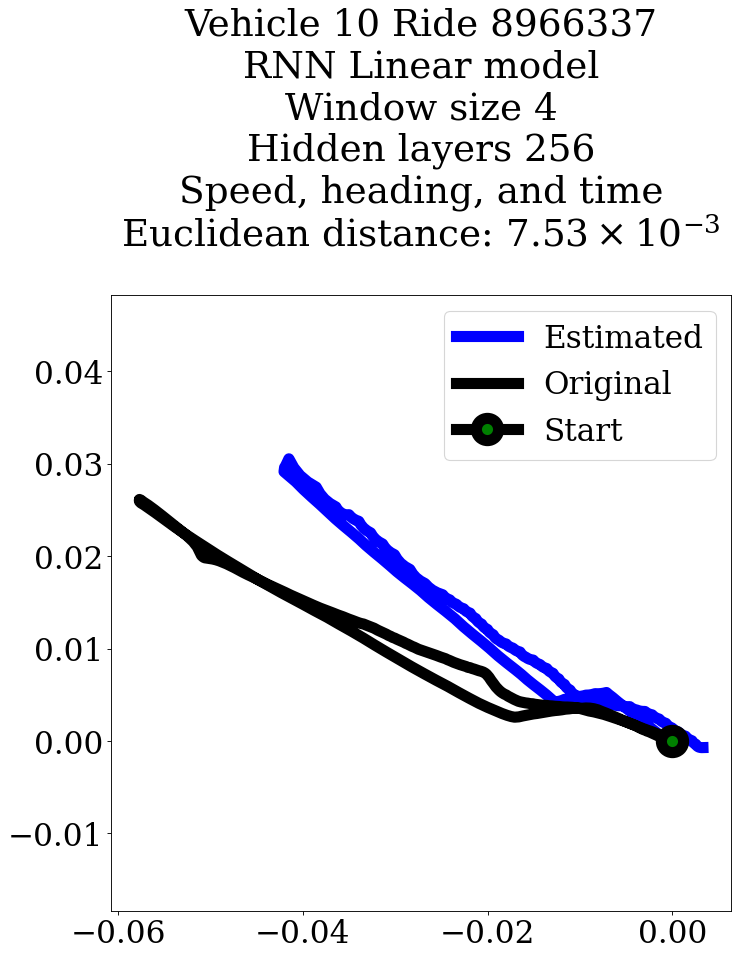 Vehicle 10 Ride 8966337
RNN Linear model
Window size 4
Hidden layers 256
Speed, heading, and time
Euclidean distance: 7.53 × 10⁻³
Estimated
Original
Start
0.04
0.03
0.02
0.01
0.00
−0.01
−0.06
−0.04
−0.02
0.00